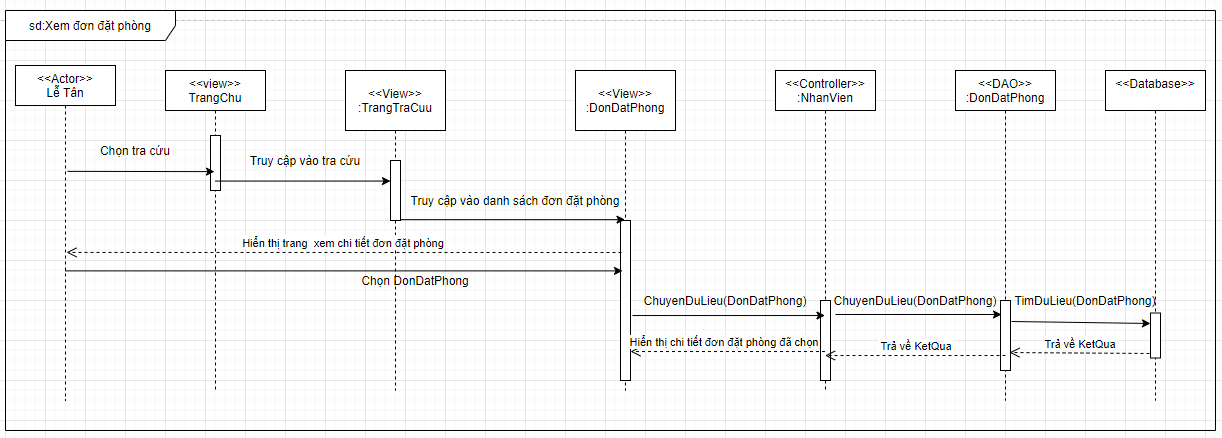 sd:Xem đơn đặt phòng
<<Actor>>
Lễ Tân
<<view>>
TrangChu
<<View>>
:TrangTraCuu
<<View>>
:DonDatPhong
<<Controller>>
:NhanVien
<<DAO>>
:DonDatPhong
<<Database>>
Chọn tra cứu
Truy cập vào tra cứu
Truy cập vào danh sách đơn đặt phòng
Hiển thị trang xem chi tiết đơn đặt phòng
Chọn DonDatPhong
ChuyenDuLieu(DonDatPhong)
ChuyenDuLieu(DonDatPhong)
TimDuLieu(DonDatPhong)
Hiển thị chi tiết đơn đặt phòng đã chọn
Trả về KetQua
Trả về KetQua